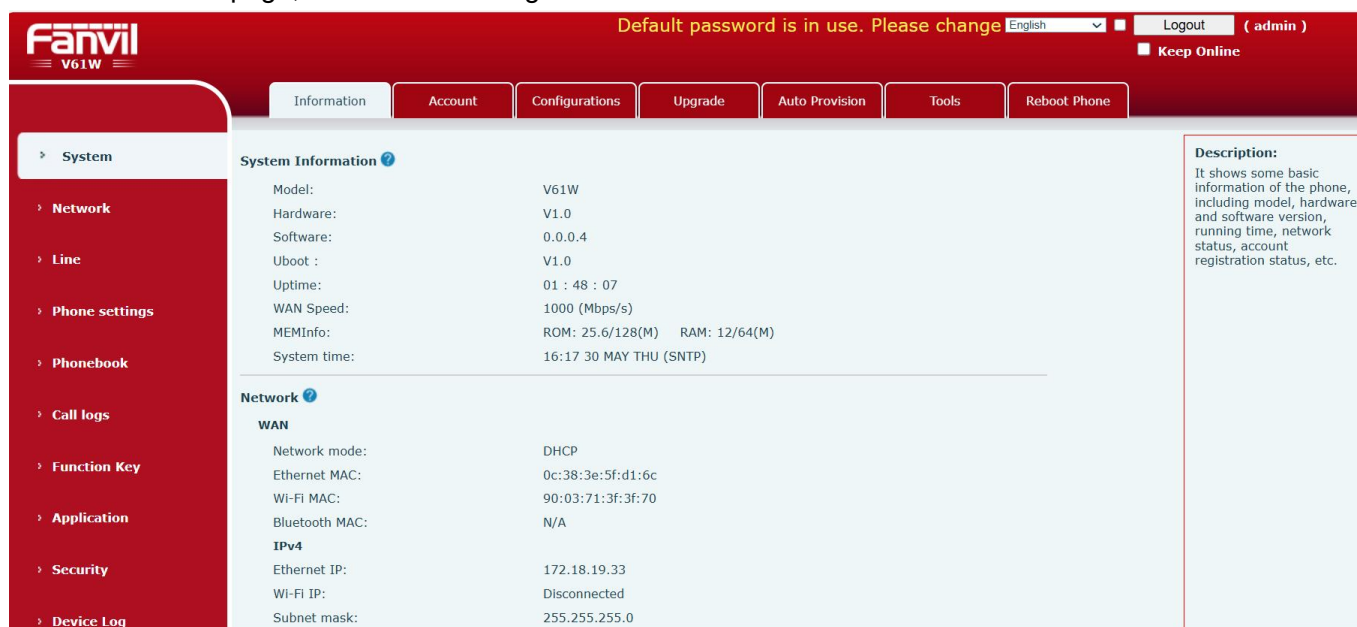 Default password is in use. Please change English Logout ( admin )
Keep Online
Fanvil
V61W
Information Account Configurations Upgrade Auto Provision Tools Reboot Phone
› System
› Network
› Line
› Phone settings
› Phonebook
› Call logs
› Function Key
› Application
› Security
› Device Log
System Information
Model: V61W
Hardware: V1.0
Software: 0.0.0.4
Uboot : V1.0
Uptime: 01 : 48 : 07
WAN Speed: 1000 (Mbps/s)
MEMInfo: ROM: 25.6/128(M) RAM: 12/64(M)
System time: 16:17 30 MAY THU (SNTP)
Network
WAN
Network mode: DHCP
Ethernet MAC: 0c:38:3e:5f:d1:6c
Wi-Fi MAC: 90:03:71:3f:3f:70
Bluetooth MAC: N/A
IPv4
Ethernet IP: 172.18.19.33
Wi-Fi IP: Disconnected
Subnet mask: 255.255.255.0
Description:
It shows some basic
information of the phone,
including model, hardware
and software version,
running time, network
status, account
registration status, etc.